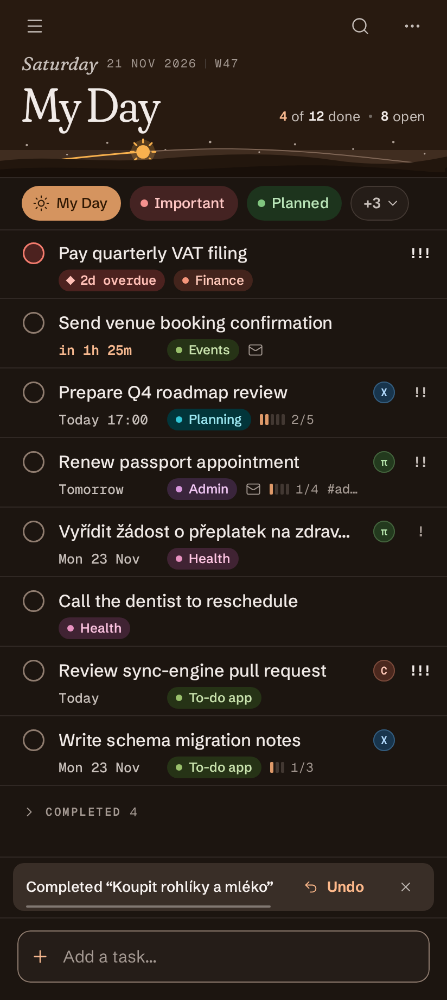 Saturday 21 NOV 2026 | W47
My Day
4 of 12 done • 8 open
My Day Important Planned +3
Pay quarterly VAT filing !!!
2d overdue Finance
Send venue booking confirmation
in 1h 25m Events
Prepare Q4 roadmap review X !!
Today 17:00 Planning 2/5
Renew passport appointment π !!
Tomorrow Admin 1/4 #ad…
Vyřídit žádost o přeplatek na zdrav… π !
Mon 23 Nov Health
Call the dentist to reschedule
Health
Review sync-engine pull request C !!!
Today To-do app
Write schema migration notes X
Mon 23 Nov To-do app 1/3
COMPLETED 4
Completed “Koupit rohlíky a mléko” Undo
Add a task…